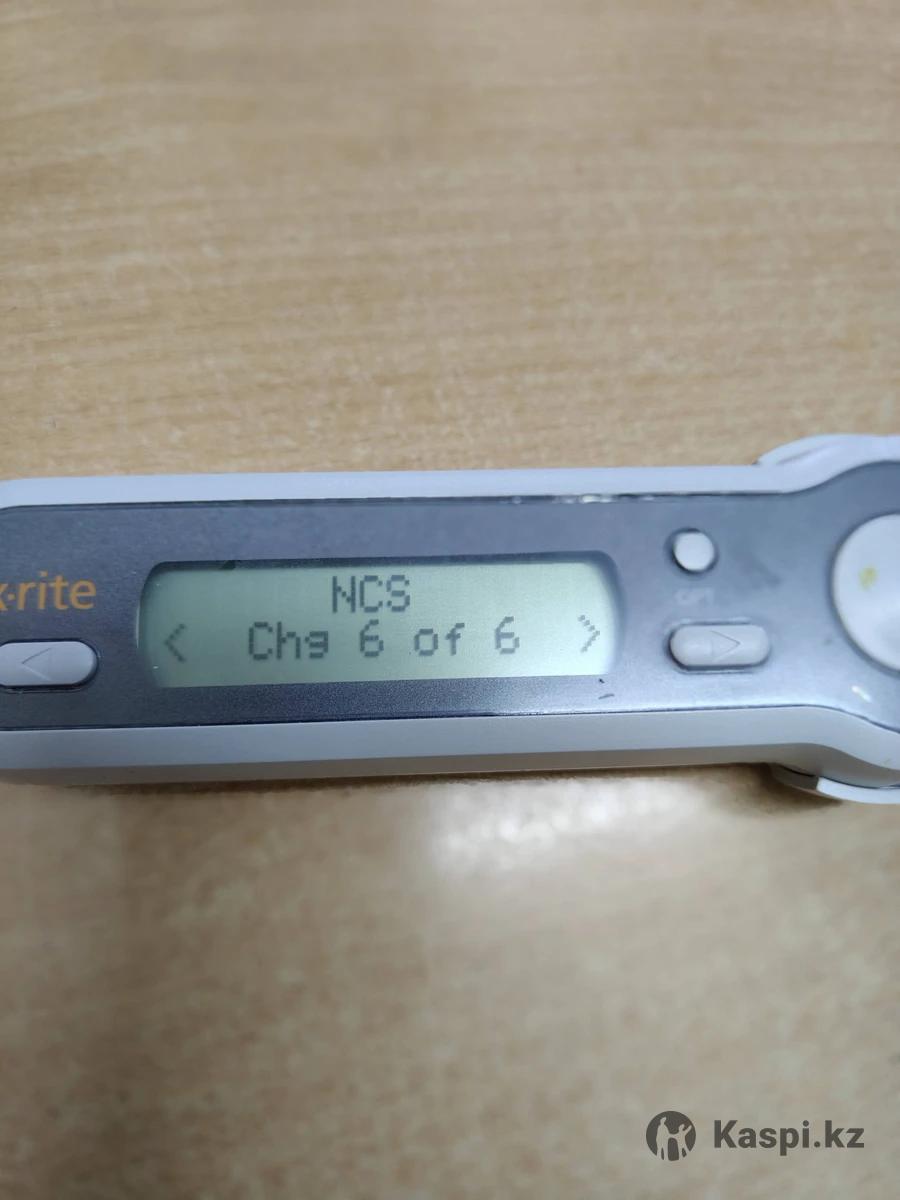 x·rite
NCS
< Chg 6 of 6 >
OPT
Kaspi.kz